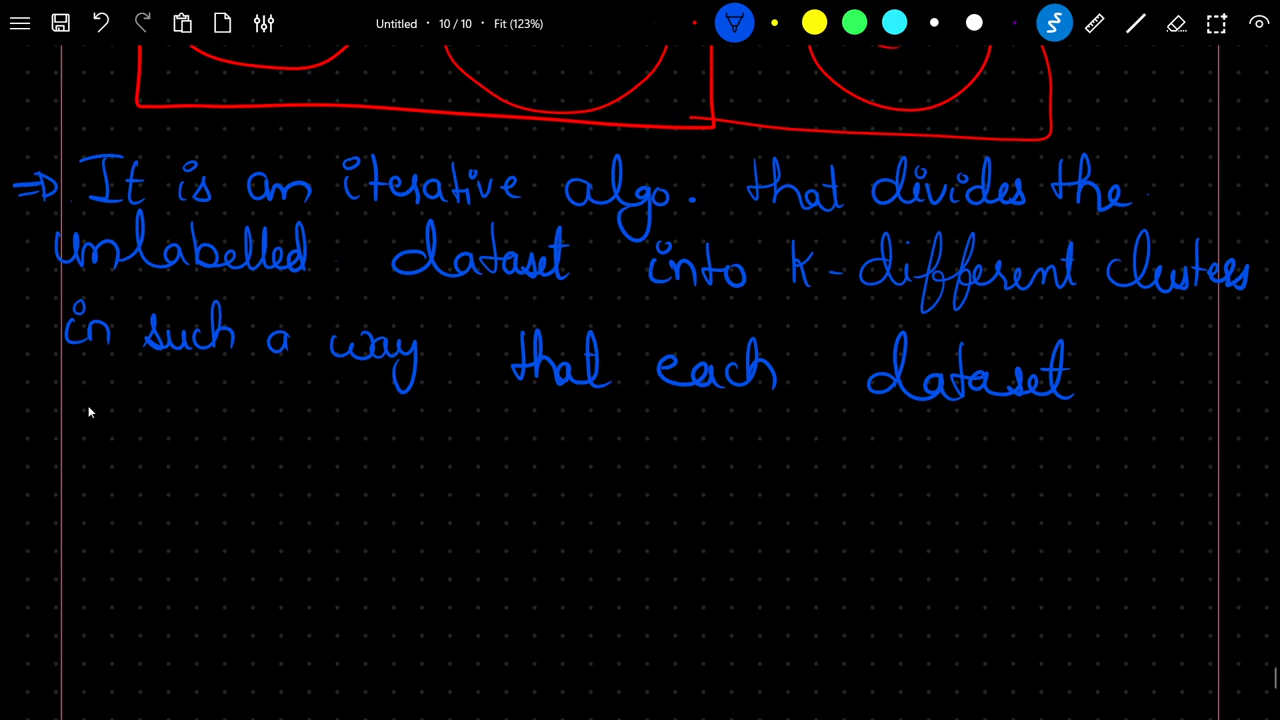 Untitled • 10 / 10 • Fit (123%)
⇒ It is an iterative algo. that divides the
unlabelled dataset into K-different clusters
in such a way that each dataset